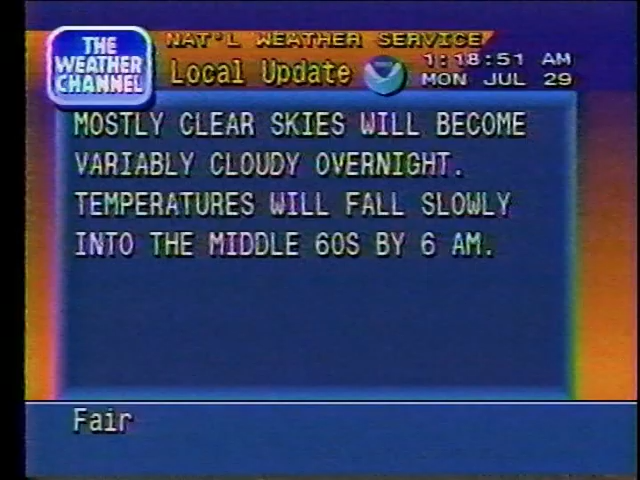 THE
WEATHER
CHANNEL
NAT'L WEATHER SERVICE
Local Update
1:18:51 AM
MON JUL 29
MOSTLY CLEAR SKIES WILL BECOME
VARIABLY CLOUDY OVERNIGHT.
TEMPERATURES WILL FALL SLOWLY
INTO THE MIDDLE 60S BY 6 AM.
Fair